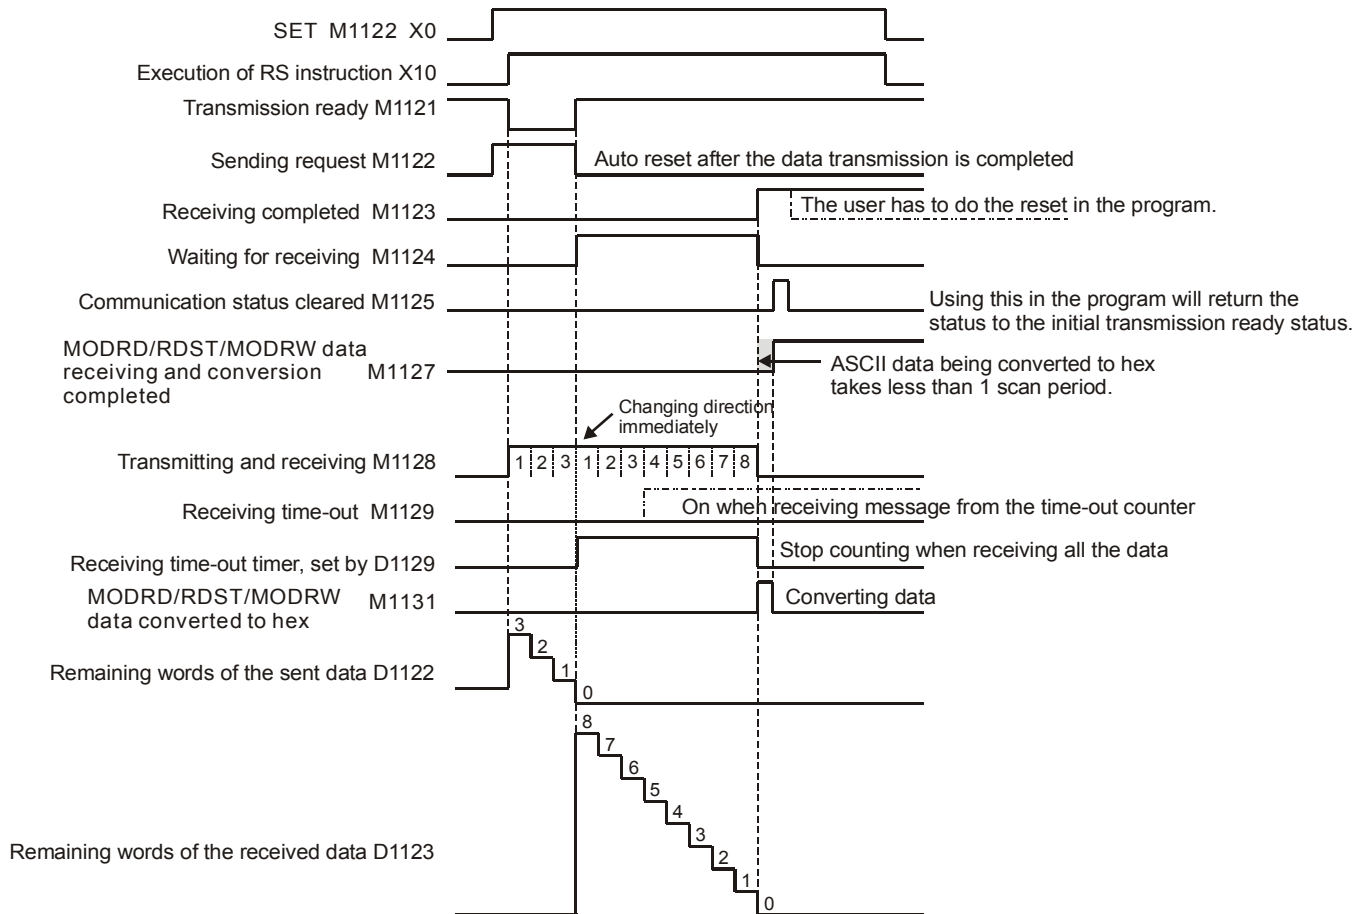 SET M1122 X0
Execution of RS instruction X10
Transmission ready M1121
Sending request M1122
Auto reset after the data transmission is completed
Receiving completed M1123
The user has to do the reset in the program.
Waiting for receiving M1124
Communication status cleared M1125
Using this in the program will return the
status to the initial transmission ready status.
MODRD/RDST/MODRW data
receiving and conversion
completed
M1127
ASCII data being converted to hex
takes less than 1 scan period.
Changing direction
immediately
Transmitting and receiving M1128
1 2 3 1 2 3 4 5 6 7 8
Receiving time-out M1129
On when receiving message from the time-out counter
Receiving time-out timer, set by D1129
Stop counting when receiving all the data
MODRD/RDST/MODRW
data converted to hex
M1131
Converting data
Remaining words of the sent data D1122
3
2
1
0
Remaining words of the received data D1123
8
7
6
5
4
3
2
1
0